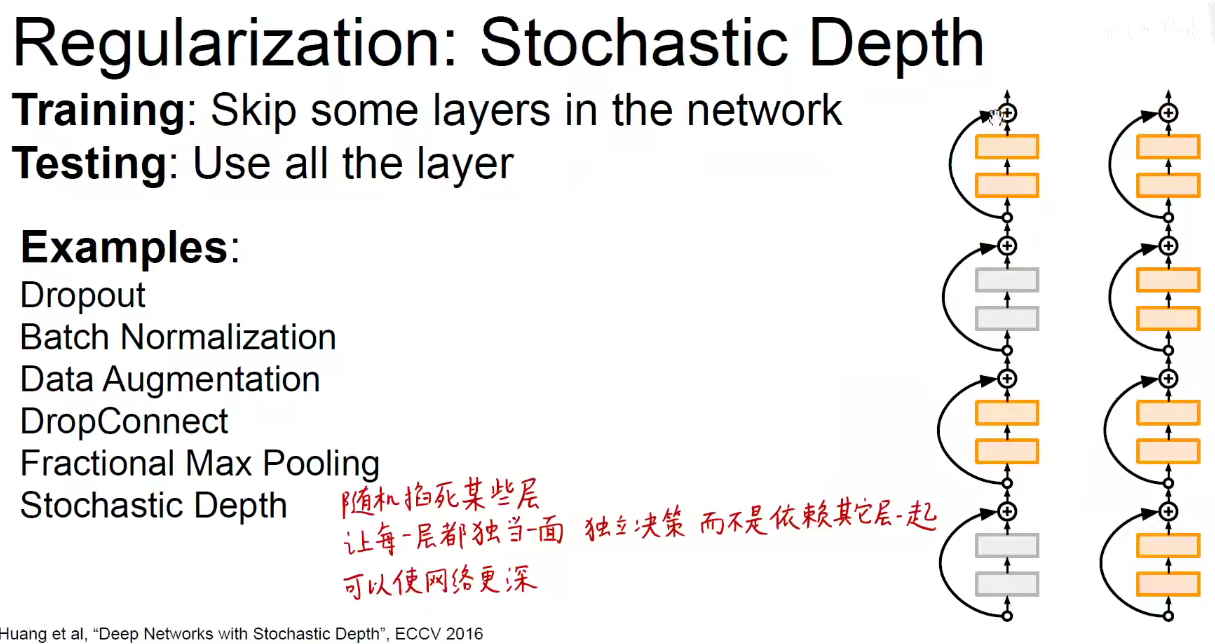 Regularization: Stochastic Depth
Training: Skip some layers in the network
Testing: Use all the layer
Examples:
Dropout
Batch Normalization
Data Augmentation
DropConnect
Fractional Max Pooling
Stochastic Depth
随机掐死某些层
让每一层都独当一面 独立决策 而不是依赖其它层一起
可以使网络更深
Huang et al, “Deep Networks with Stochastic Depth”, ECCV 2016